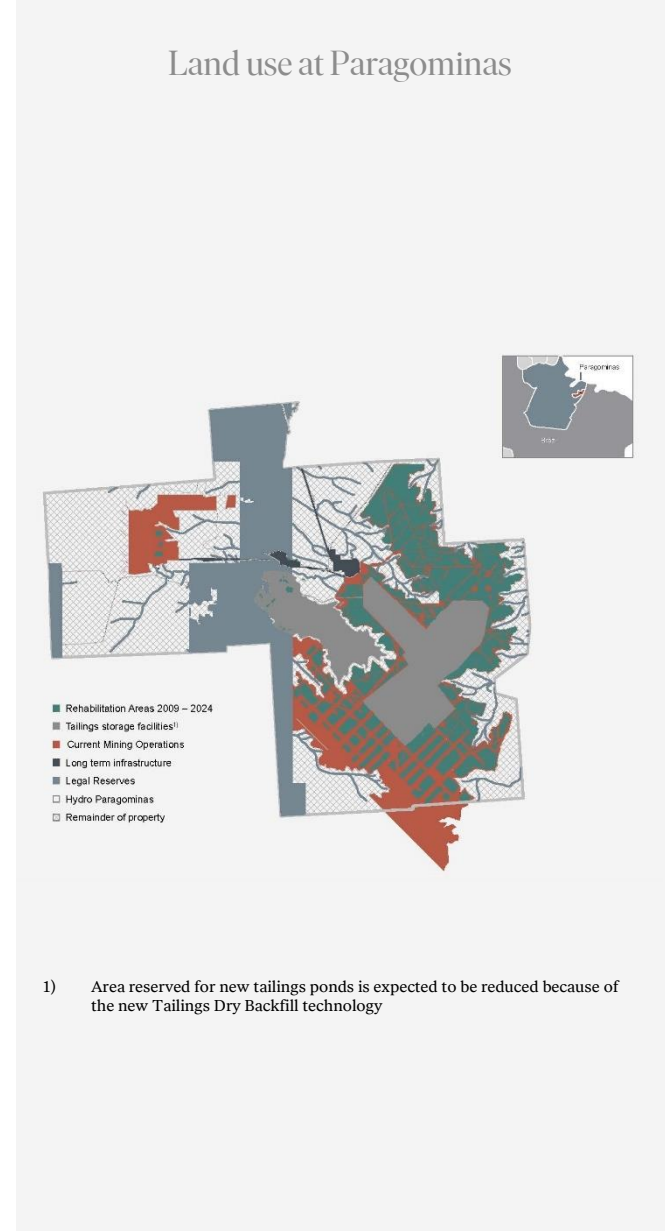 Land use at Paragominas
Paragominas
Rehabilitation Areas 2009 – 2024
Tailings storage facilities¹⁾
Current Mining Operations
Long term infrastructure
Legal Reserves
Hydro Paragominas
Remainder of property
1) Area reserved for new tailings ponds is expected to be reduced because of
the new Tailings Dry Backfill technology